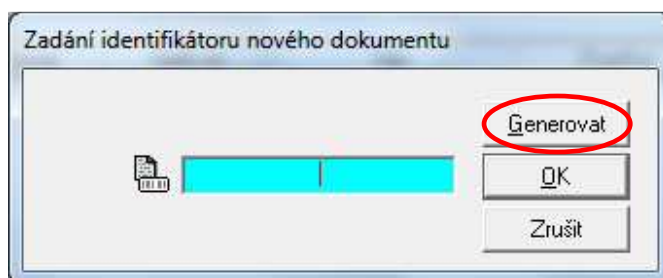 Zadání identifikátoru nového dokumentu
Generovat
OK
Zrušit